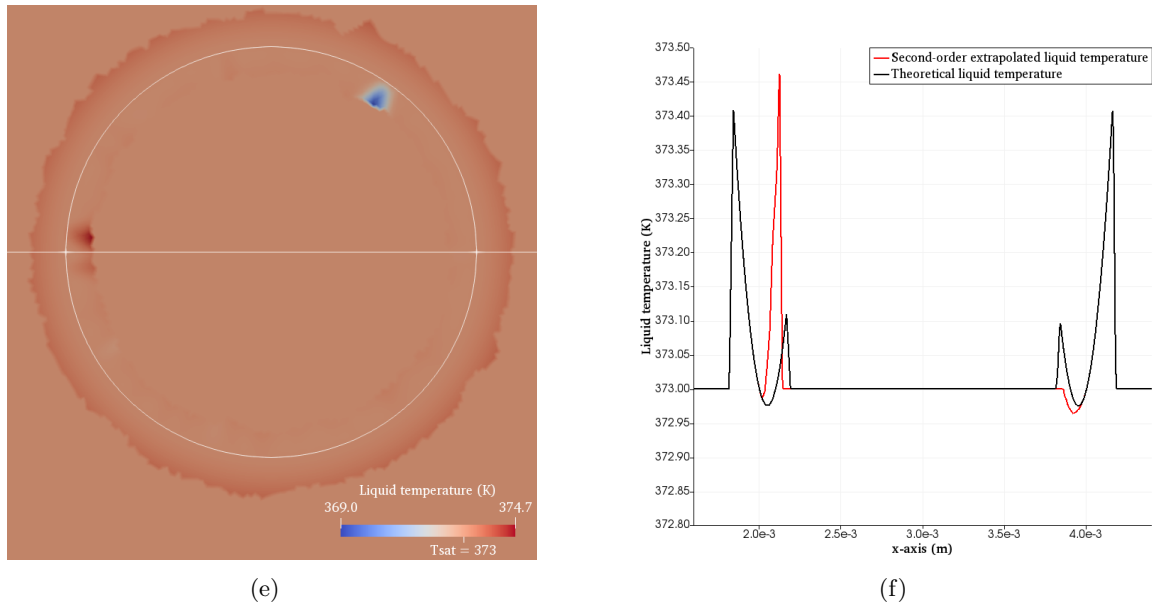 Liquid temperature (K)
369.0 374.7
Tsat = 373
(e)
Second-order extrapolated liquid temperature
Theoretical liquid temperature
Liquid temperature (K)
373.50
373.45
373.40
373.35
373.30
373.25
373.20
373.15
373.10
373.05
373.00
372.95
372.90
372.85
372.80
2.0e-3 2.5e-3 3.0e-3 3.5e-3 4.0e-3
x-axis (m)
(f)